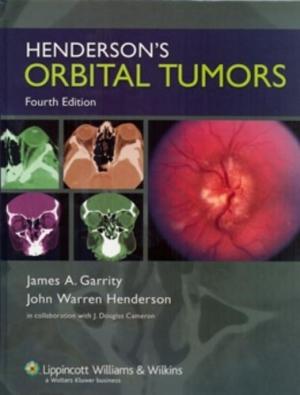 HENDERSON'S
ORBITAL TUMORS
Fourth Edition
James A. Garrity
John Warren Henderson
in collaboration with J. Douglas Cameron
Lippincott Williams & Wilkins
a Wolters Kluwer business